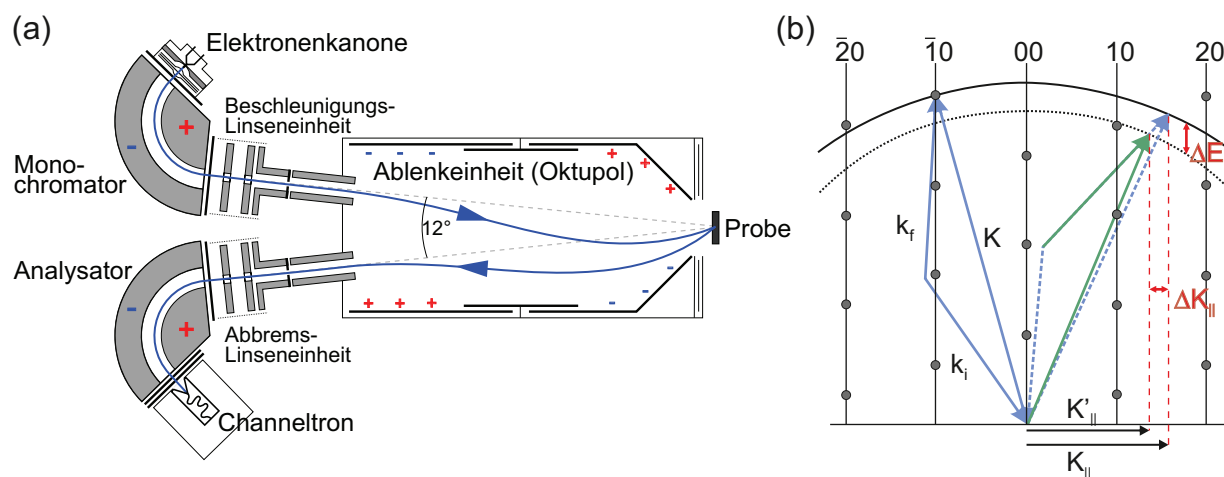 (a)
Elektronenkanone
Beschleunigungs-
Linseneinheit
+
-
Mono-
chromator
- - -
+ + +
Ablenkeinheit (Oktupol)
12°
Probe
Analysator
-
+
+ + +
- - -
Abbrems-
Linseneinheit
Channeltron
(b)
2̅0 1̅0 00 10 20
ΔE
k_f
K
ΔK_||
k_i
K'_||
K_||